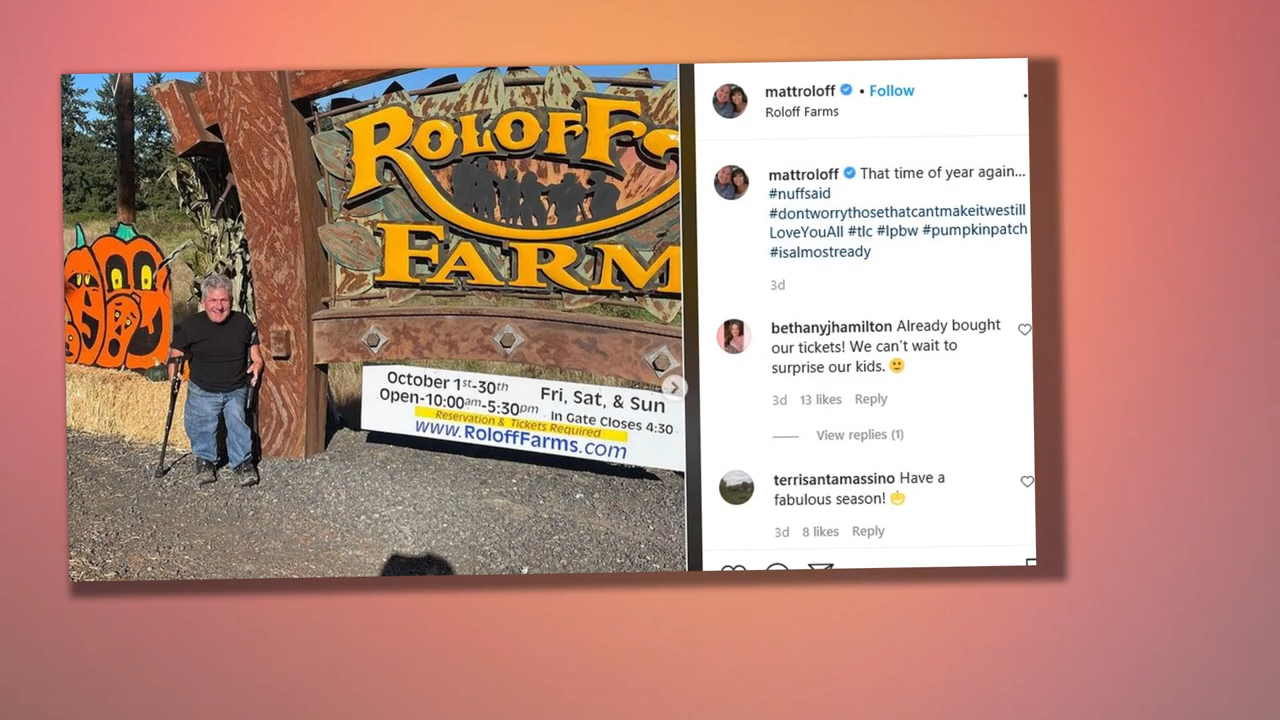 ROLOFF
FARM
October 1st-30th
Open-10:00am-5:30pm
Fri, Sat, & Sun
In Gate Closes 4:30
Reservation & Tickets Required
www.RoloffFarms.com
mattroloff • Follow
Roloff Farms
mattroloff That time of year again...
#nuffsaid
#dontworrythosethatcantmakeitwestill
LoveYouAll #tlc #lpbw #pumpkinpatch
#isalmostready
3d
bethanyjhamilton Already bought
our tickets! We can't wait to
surprise our kids. 🙂
3d 13 likes Reply
View replies (1)
terrisantamassino Have a
fabulous season! 🎃
3d 8 likes Reply